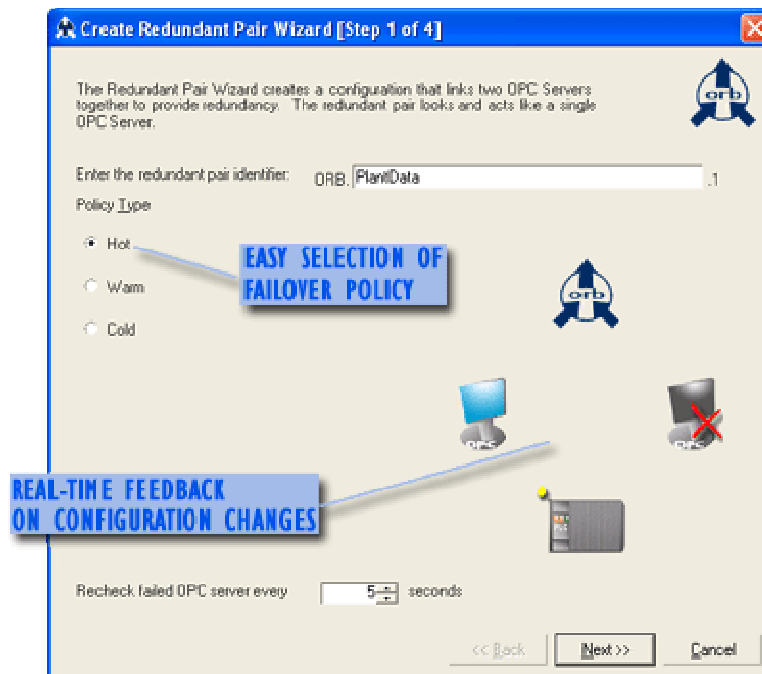 Create Redundant Pair Wizard [Step 1 of 4]
The Redundant Pair Wizard creates a configuration that links two OPC Servers
together to provide redundancy. The redundant pair looks and acts like a single
OPC Server.
orb
Enter the redundant pair identifier: ORB. PlantData .1
Policy Type
Hot
EASY SELECTION OF
FAILOVER POLICY
Warm
orb
Cold
REAL-TIME FEEDBACK
ON CONFIGURATION CHANGES
Recheck failed OPC server every 5 seconds
<< Back Next >> Cancel